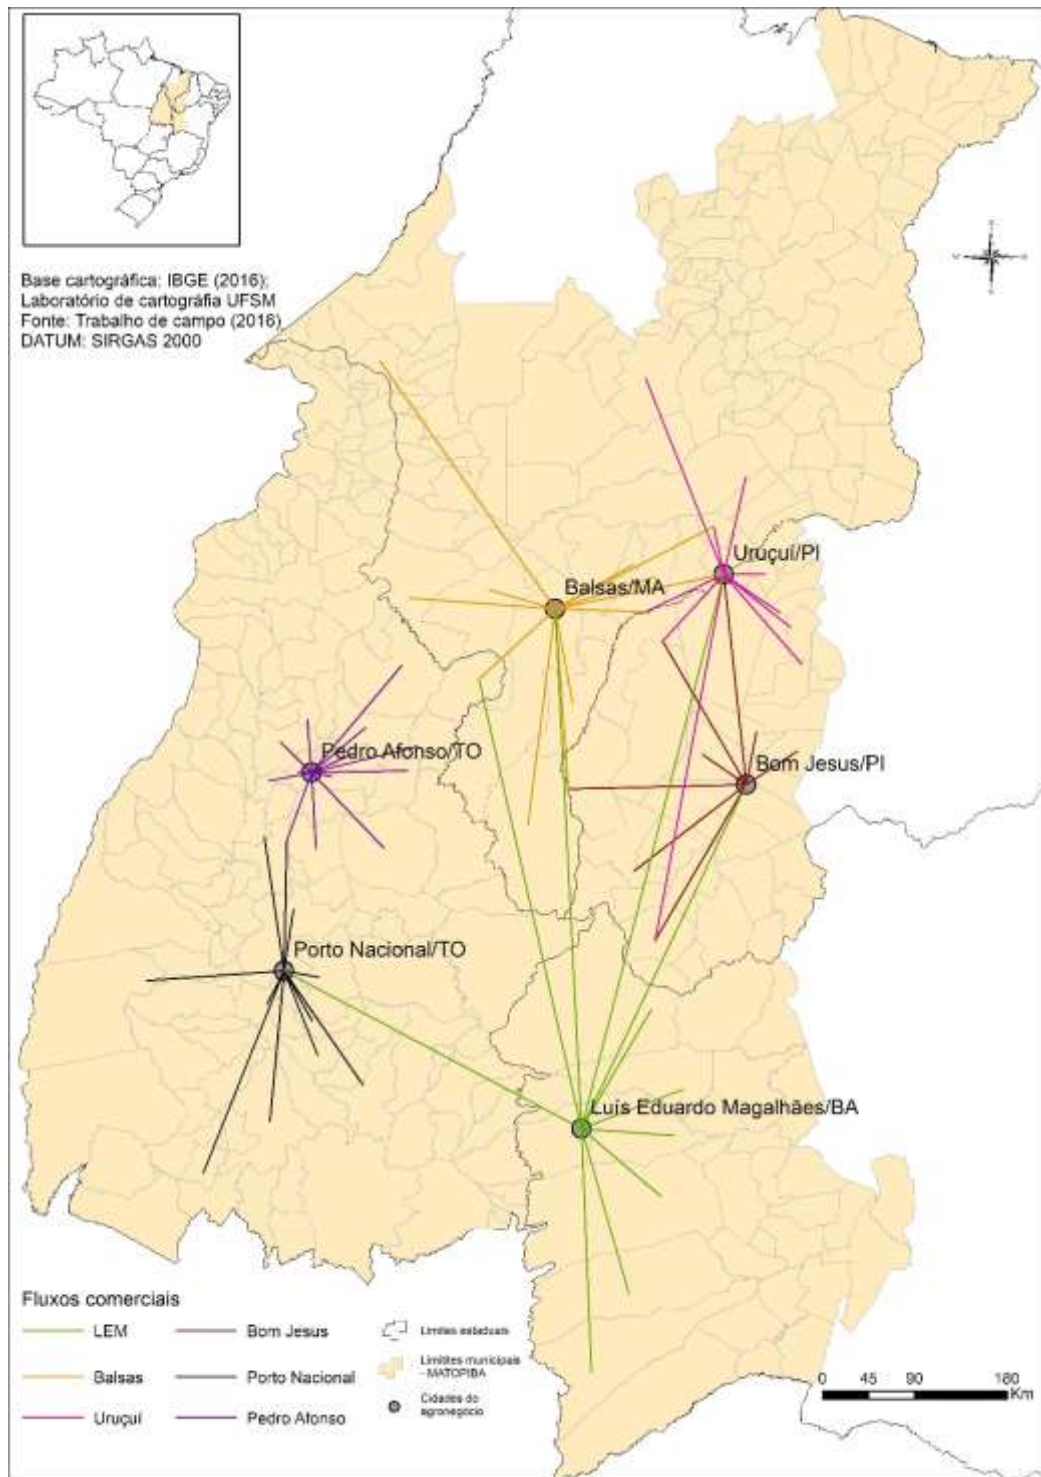 Base cartográfica: IBGE (2016);
Laboratório de cartográfia UFSM
Fonte: Trabalho de campo (2016)
DATUM: SIRGAS 2000
Uruçuí/PI
Balsas/MA
Pedro Afonso/TO
Bom Jesus/PI
Porto Nacional/TO
Luís Eduardo Magalhães/BA
Fluxos comerciais
LEM
Bom Jesus
Limites estaduais
Balsas
Porto Nacional
Limitites municipais
- MATOPIBA
Uruçuí
Pedro Afonso
Cidades do
agronegócio
0 45 90 180
Km